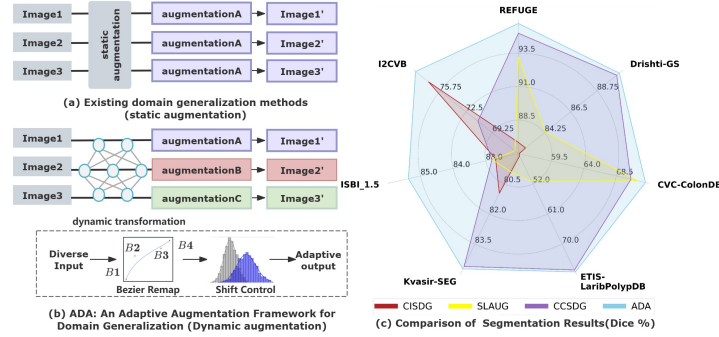 Image1
augmentationA
Image1'
Image2
static
augmentation
augmentationA
Image2'
Image3
augmentationA
Image3'
(a) Existing domain generalization methods
(static augmentation)
Image1
augmentationA
Image1'
Image2
augmentationB
Image2'
Image3
augmentationC
Image3'
dynamic transformation
Diverse
Input
B1
B2
B3
B4
Bezier Remap
Shift Control
Adaptive
output
(b) ADA: An Adaptive Augmentation Framework for
Domain Generalization (Dynamic augmentation)
REFUGE
93.5
91.0
88.5
I2CVB
75.75
72.5
69.25
Drishti-GS
88.75
86.5
84.25
ISBI_1.5
85.0
84.0
83.0
CVC-ColonDB
68.5
64.0
59.5
Kvasir-SEG
83.5
82.0
80.5
ETIS-
LaribPolypDB
70.0
61.0
52.0
CISDG
SLAUG
CCSDG
ADA
(c) Comparison of Segmentation Results(Dice %)